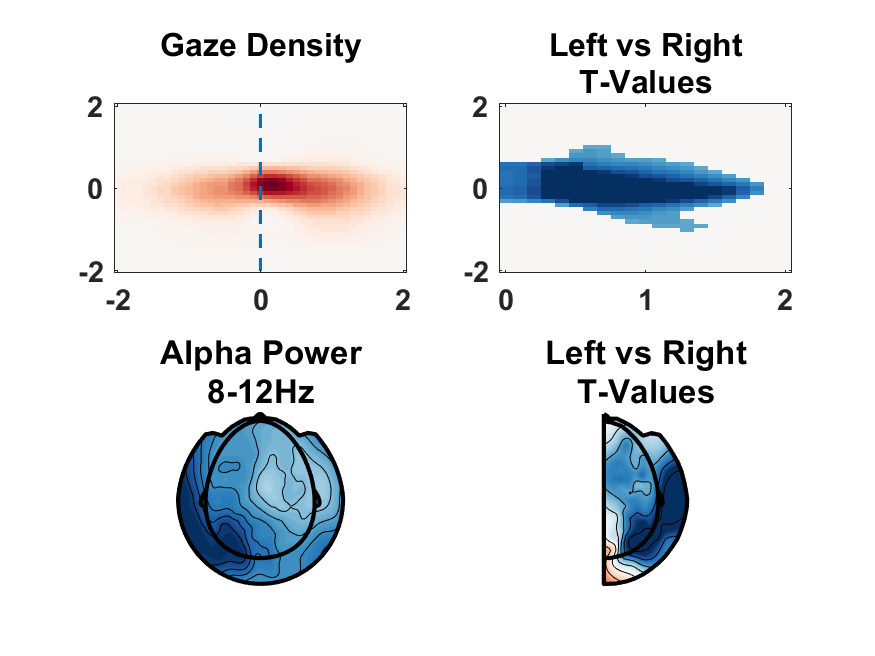 Gaze Density
Left vs Right
T-Values
2
0
-2
-2 0 2
2
0
-2
0 1 2
Alpha Power
8-12Hz
Left vs Right
T-Values